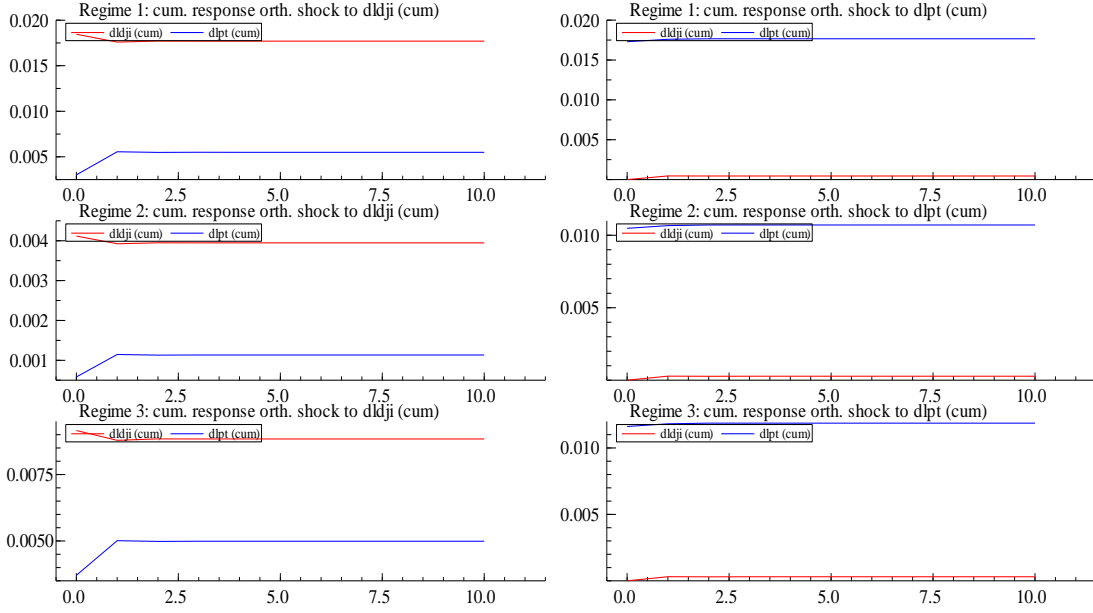 Regime 1: cum. response orth. shock to dldji (cum)
dldji (cum) dlpt (cum)
0.020
0.015
0.010
0.005
0.0 2.5 5.0 7.5 10.0
Regime 1: cum. response orth. shock to dlpt (cum)
dldji (cum) dlpt (cum)
0.020
0.015
0.010
0.005
0.0 2.5 5.0 7.5 10.0
Regime 2: cum. response orth. shock to dldji (cum)
dldji (cum) dlpt (cum)
0.004
0.003
0.002
0.001
0.0 2.5 5.0 7.5 10.0
Regime 2: cum. response orth. shock to dlpt (cum)
dldji (cum) dlpt (cum)
0.010
0.005
0.0 2.5 5.0 7.5 10.0
Regime 3: cum. response orth. shock to dldji (cum)
dldji (cum) dlpt (cum)
0.0075
0.0050
0.0 2.5 5.0 7.5 10.0
Regime 3: cum. response orth. shock to dlpt (cum)
dldji (cum) dlpt (cum)
0.010
0.005
0.0 2.5 5.0 7.5 10.0